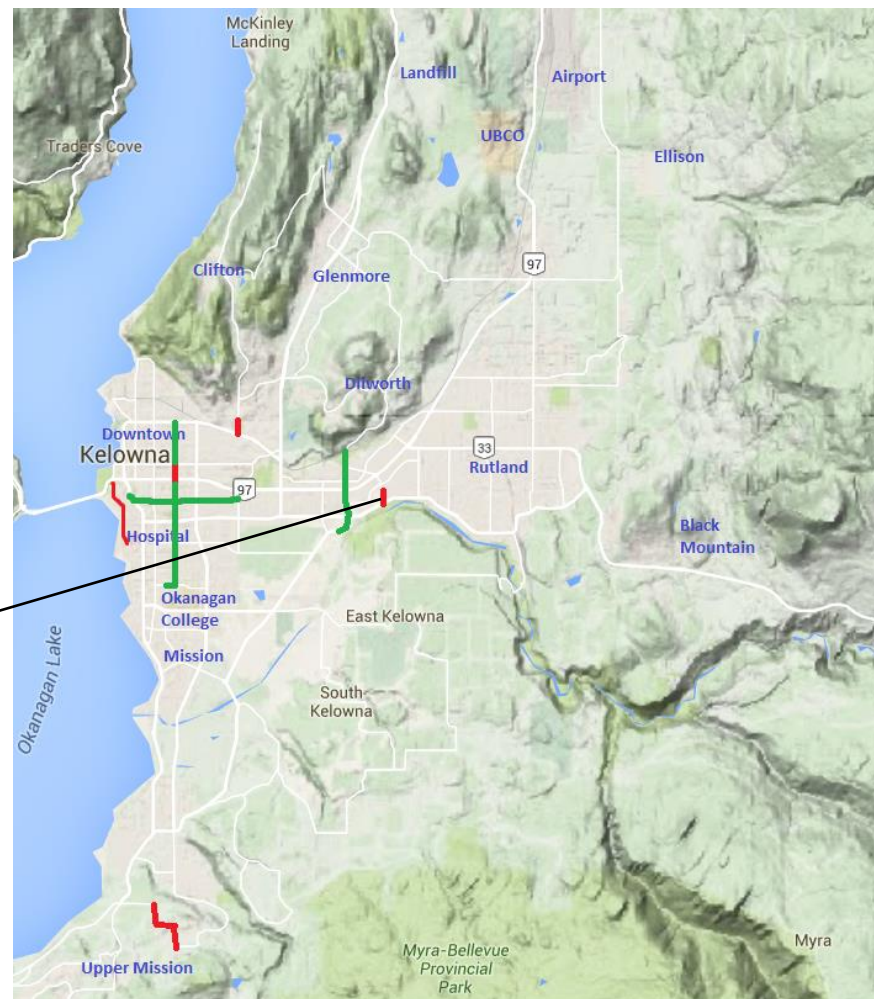 McKinley
Landing
Landfill
Airport
UBCO
Traders Cove
Ellison
Clifton
Glenmore
97
Dilworth
Downtown
Kelowna
33
Rutland
97
Hospital
Black
Mountain
Okanagan
College
East Kelowna
Mission
Okanagan Lake
South
Kelowna
Myra
Myra-Bellevue
Provincial
Park
Upper Mission